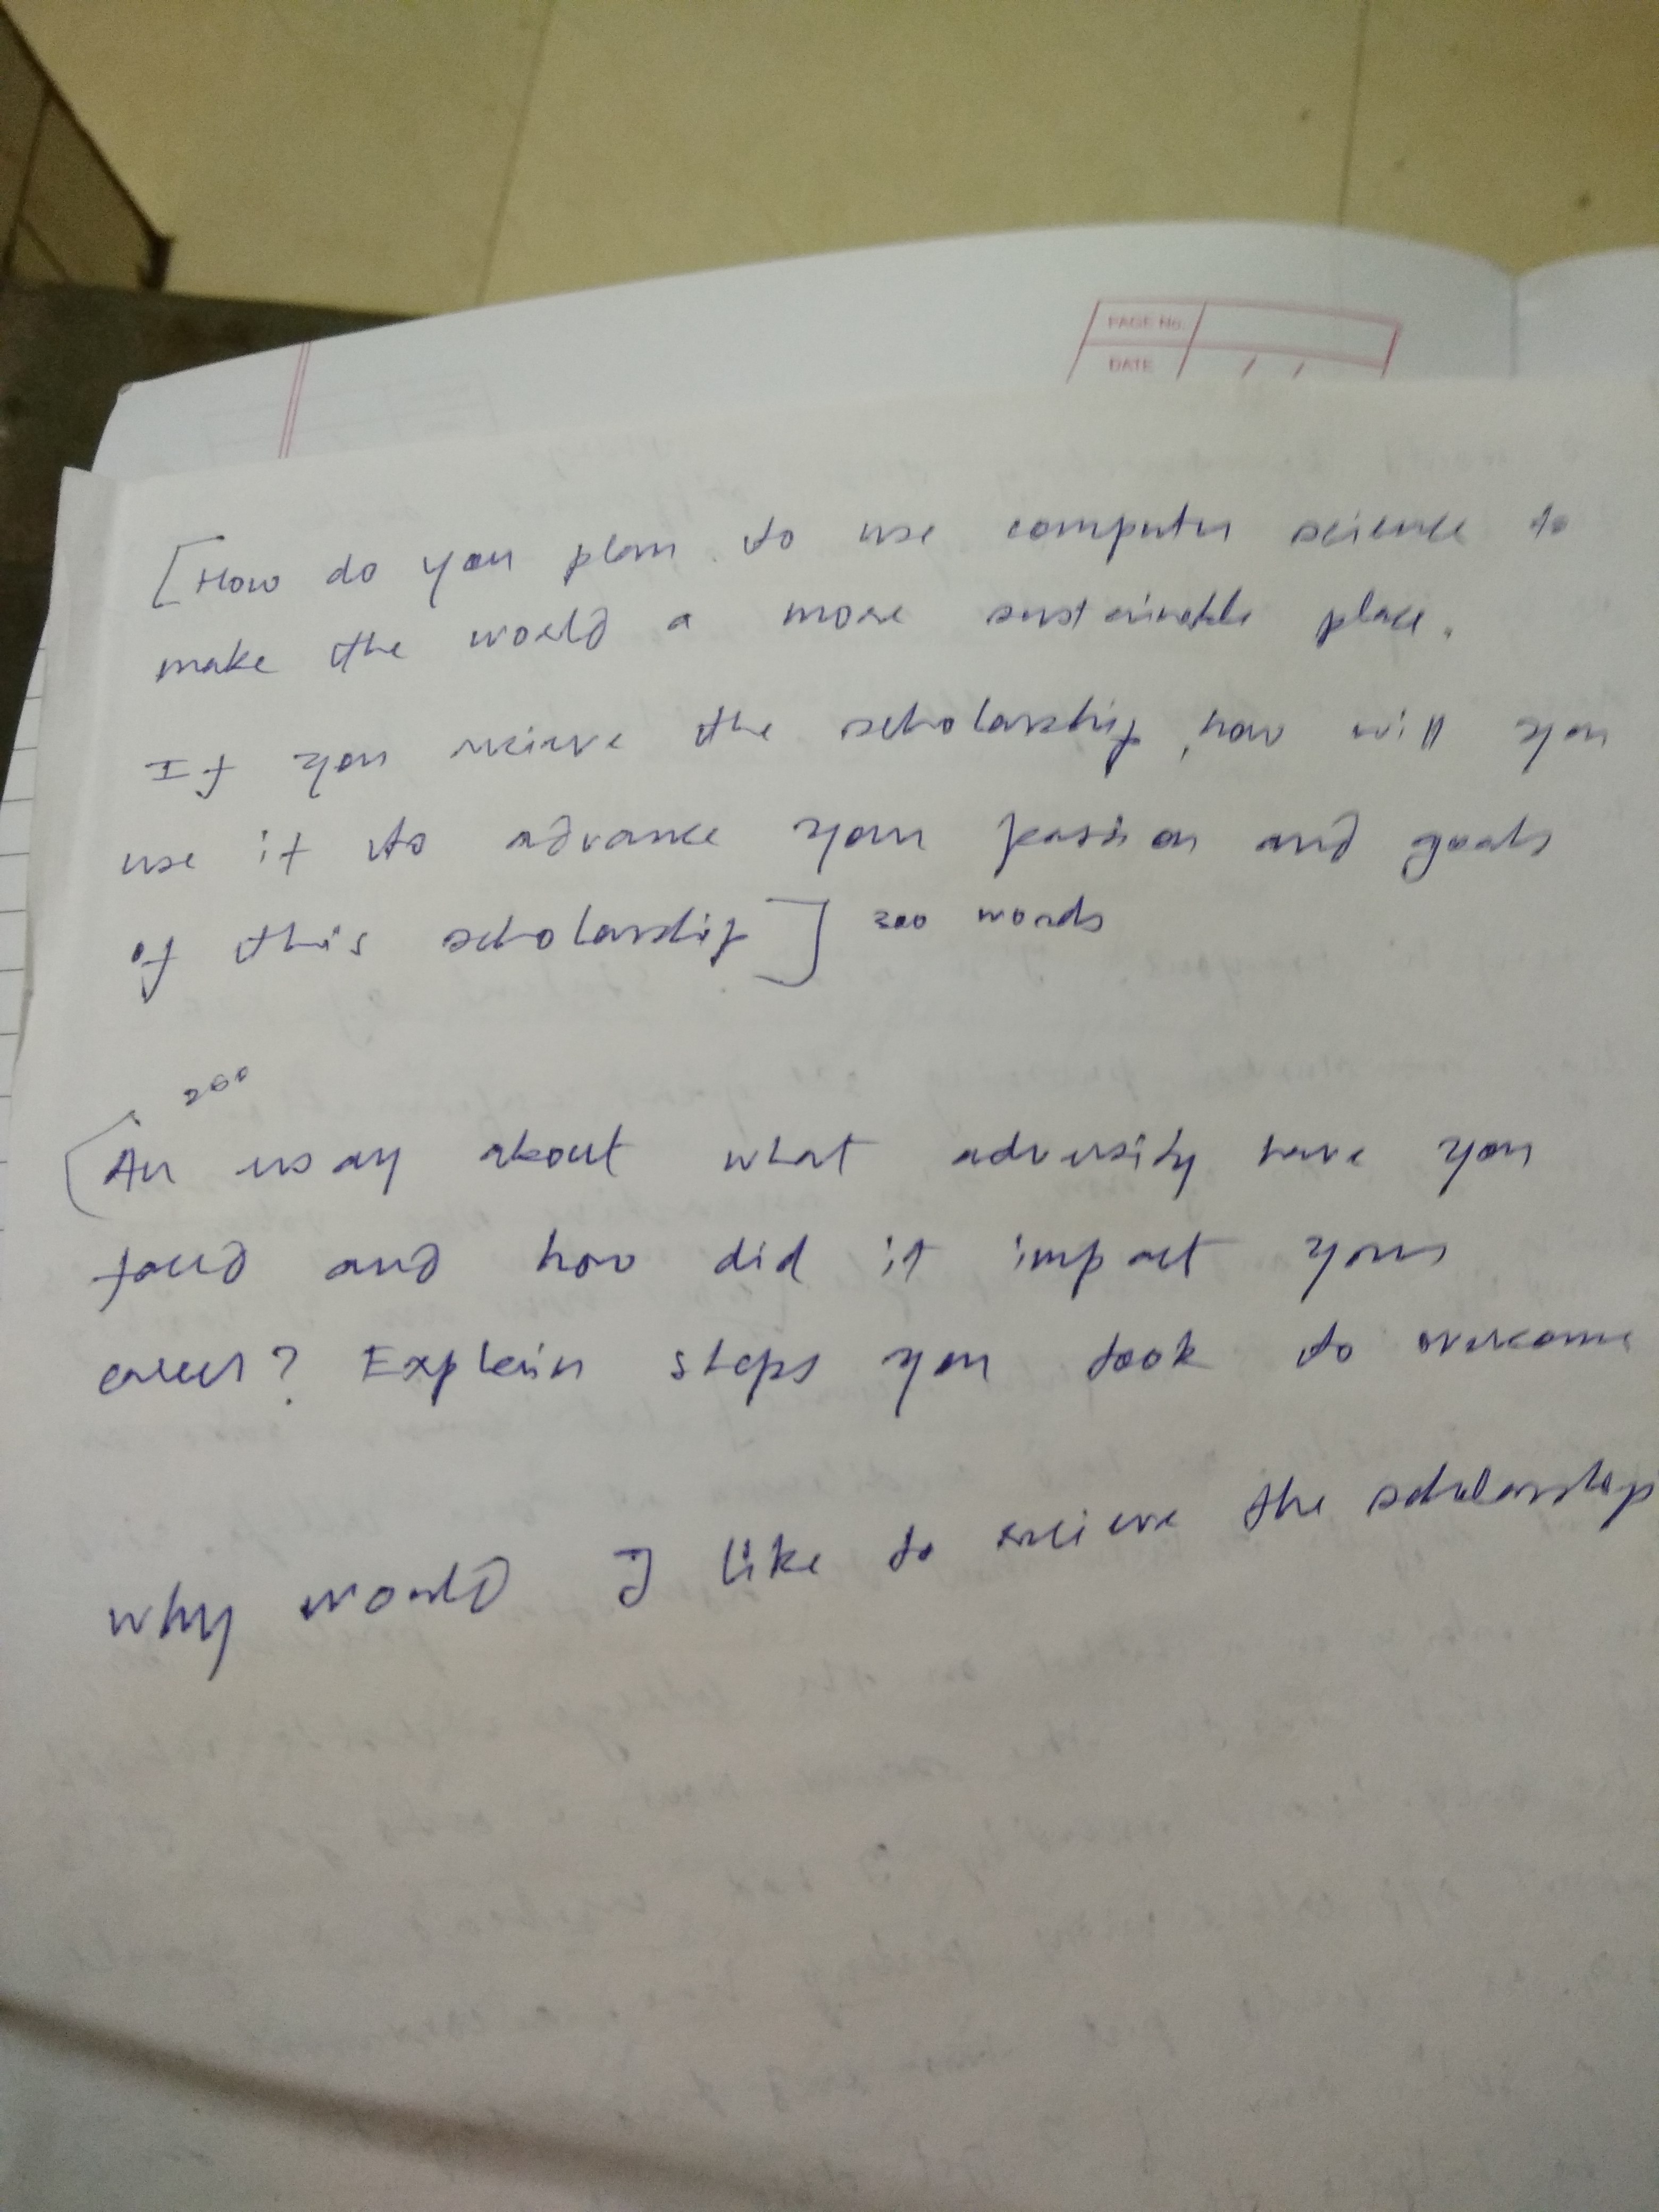 PAGE No.
DATE / /
[How do you plan to use computer science to
make the world a more sustainable place.
If you recieve the scholarship, how will you
use it to advance your passion and goals
of this scholarship] 300 words
200
[An essay about what adversity have you
faced and how did it impact your
career? Explain steps you took to overcome
Why would I like to recieve the scholarship